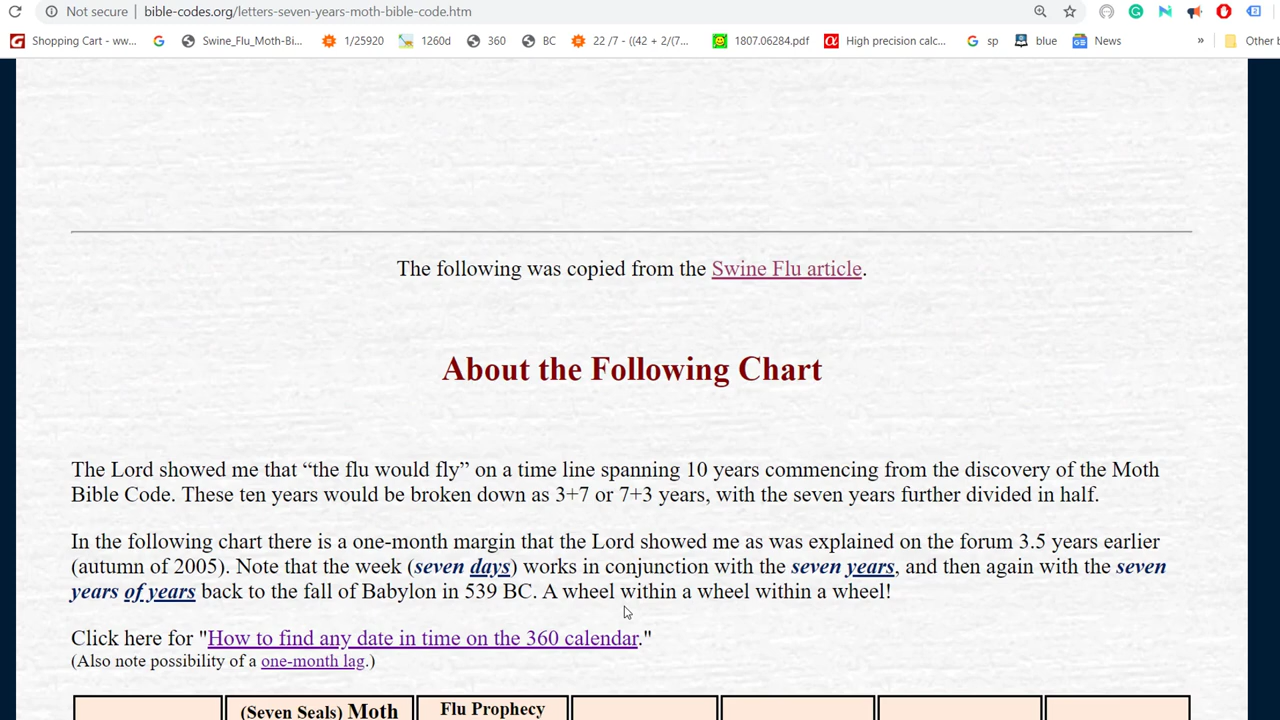 Not secure
bible-codes.org/letters-seven-years-moth-bible-code.htm
Shopping Cart - ww...
Swine_Flu_Moth-Bi...
1/25920
1260d
360
BC
22 /7 - ((42 + 2/(7...
1807.06284.pdf
High precision calc...
sp
blue
News
»
Other b
The following was copied from the Swine Flu article.
About the Following Chart
The Lord showed me that “the flu would fly” on a time line spanning 10 years commencing from the discovery of the Moth
Bible Code. These ten years would be broken down as 3+7 or 7+3 years, with the seven years further divided in half.
In the following chart there is a one-month margin that the Lord showed me as was explained on the forum 3.5 years earlier
(autumn of 2005). Note that the week (seven days) works in conjunction with the seven years, and then again with the seven
years of years back to the fall of Babylon in 539 BC. A wheel within a wheel within a wheel!
Click here for "How to find any date in time on the 360 calendar."
(Also note possibility of a one-month lag.)
(Seven Seals) Moth
Flu Prophecy